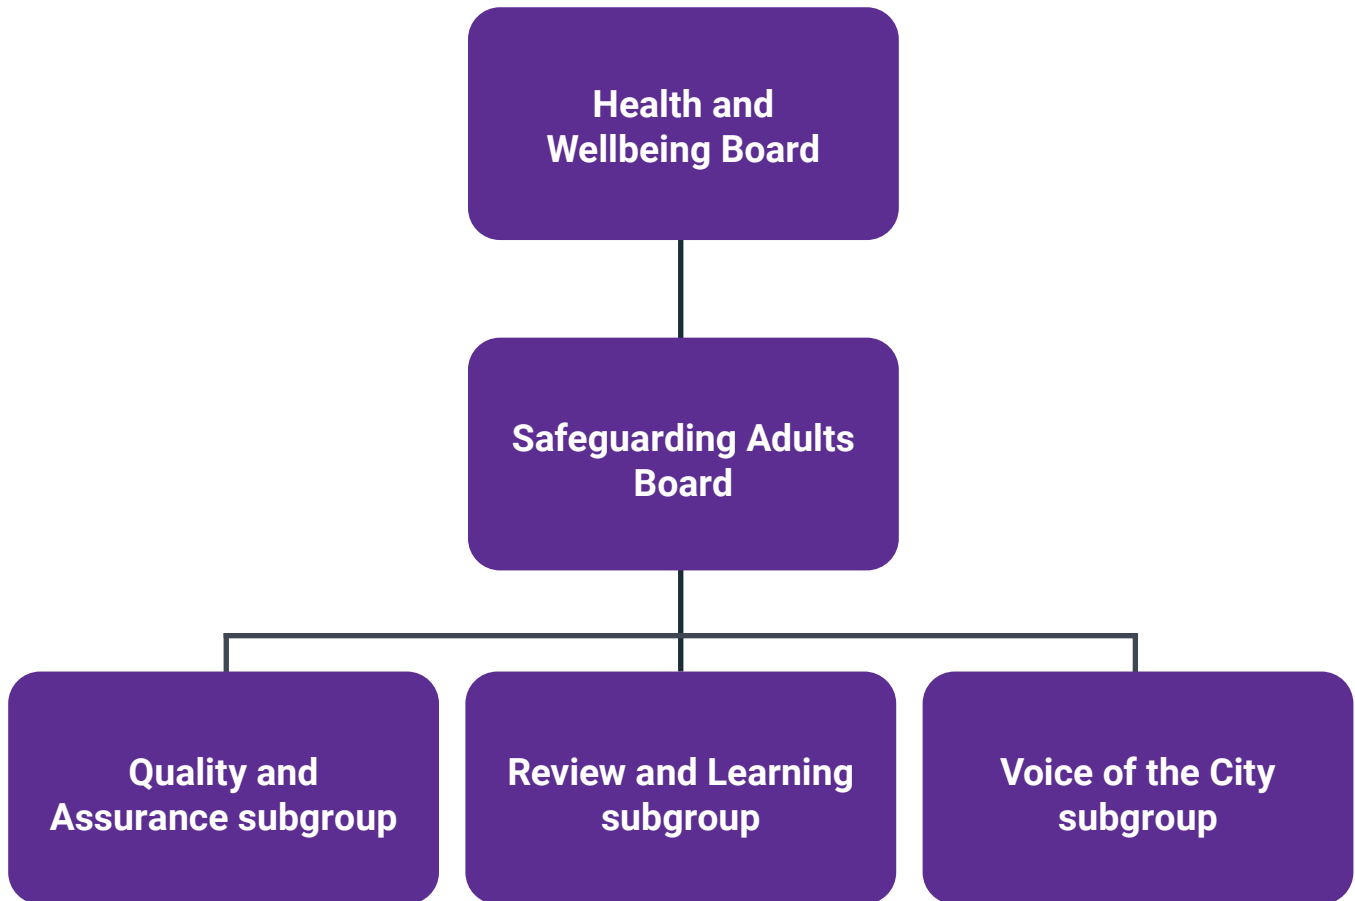 Health and
Wellbeing Board
Safeguarding Adults
Board
Quality and
Assurance subgroup
Review and Learning
subgroup
Voice of the City
subgroup